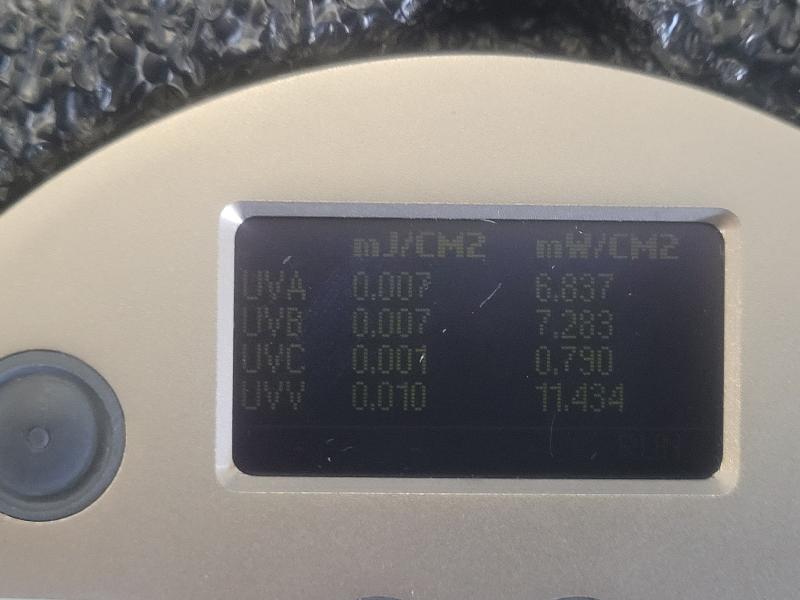 mJ/CM2 mW/CM2
UVA 0.007 6.837
UVB 0.007 7.283
UVC 0.001 0.790
UVV 0.010 11.434